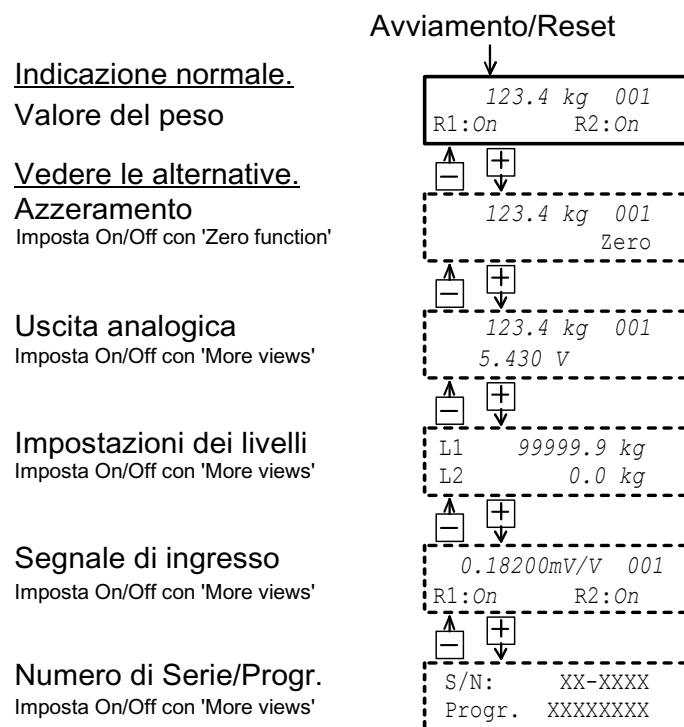 Avviamento/Reset
Indicazione normale.
Valore del peso
123.4 kg 001
R1:On R2:On
Vedere le alternative.
Azzeramento
Imposta On/Off con 'Zero function'
- +
123.4 kg 001
Zero
- +
Uscita analogica
Imposta On/Off con 'More views'
123.4 kg 001
5.430 V
- +
Impostazioni dei livelli
Imposta On/Off con 'More views'
L1 99999.9 kg
L2 0.0 kg
- +
Segnale di ingresso
Imposta On/Off con 'More views'
0.18200mV/V 001
R1:On R2:On
- +
Numero di Serie/Progr.
Imposta On/Off con 'More views'
S/N: XX-XXXX
Progr. XXXXXXXX